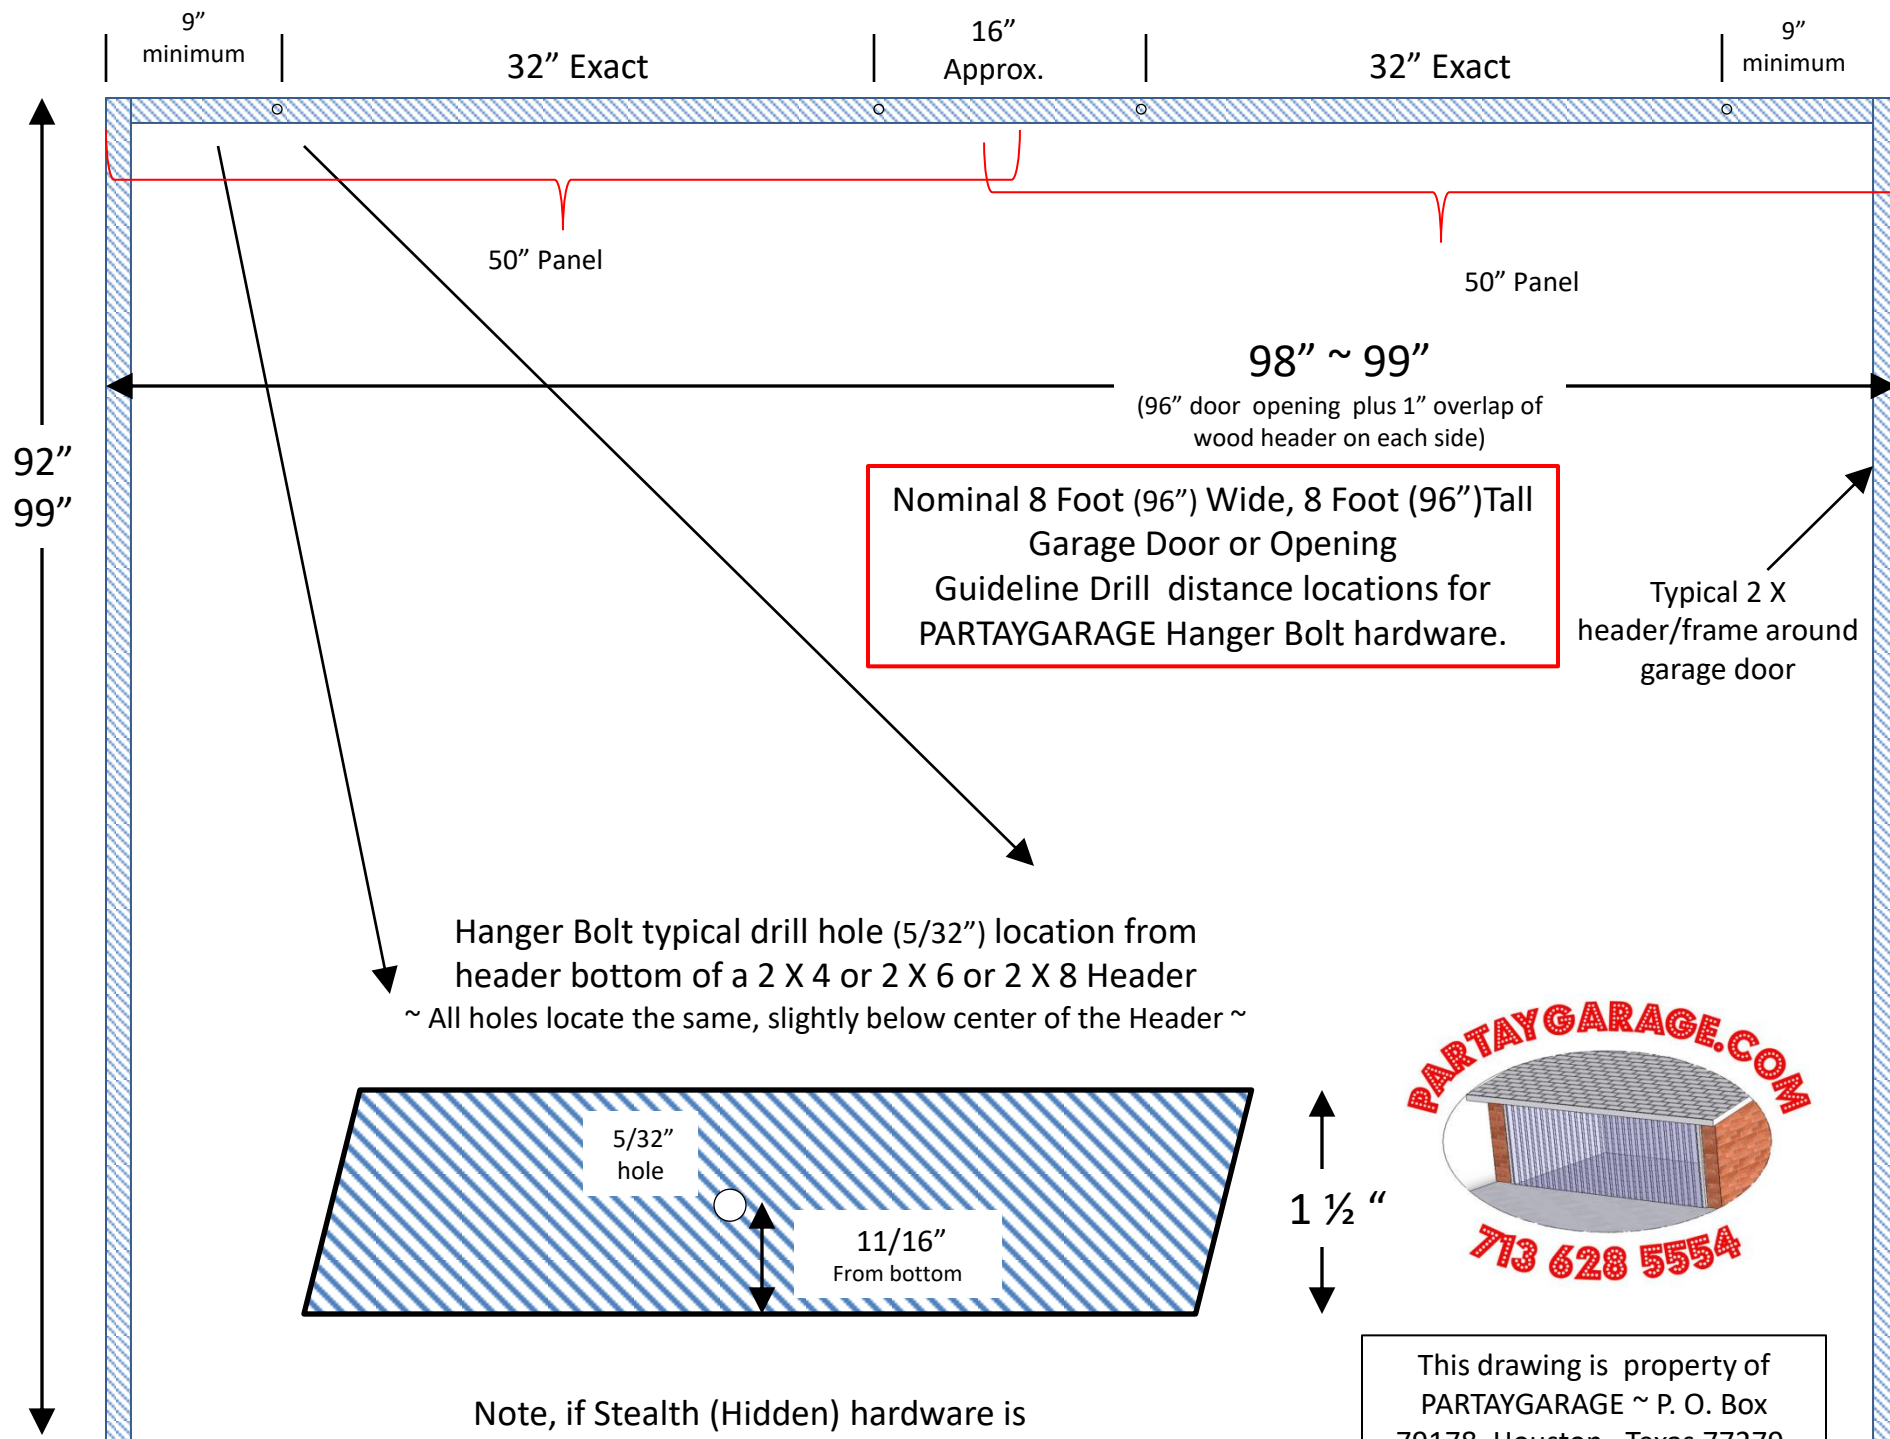 9”
minimum
32” Exact
16”
Approx.
32” Exact
9”
minimum
50” Panel
50” Panel
98” ~ 99”
(96” door opening plus 1” overlap of
wood header on each side)
92”
99”
Nominal 8 Foot (96”) Wide, 8 Foot (96”)Tall
Garage Door or Opening
Guideline Drill distance locations for
PARTAYGARAGE Hanger Bolt hardware.
Typical 2 X
header/frame around
garage door
Hanger Bolt typical drill hole (5/32”) location from
header bottom of a 2 X 4 or 2 X 6 or 2 X 8 Header
~ All holes locate the same, slightly below center of the Header ~
5/32”
hole
11/16”
From bottom
1 ½ “
PARTAYGARAGE.COM
713 628 5554
Note, if Stealth (Hidden) hardware is
This drawing is property of
PARTAYGARAGE ~ P. O. Box
79178, Houston, Texas 77279